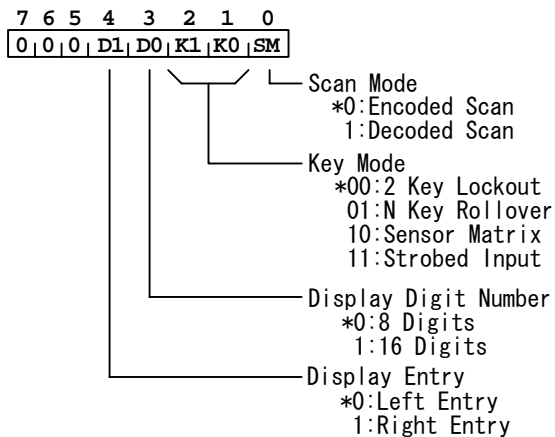 7 6 5 4 3 2 1 0
0 0 0 D1 D0 K1 K0 SM
Scan Mode
*0:Encoded Scan
1:Decoded Scan
Key Mode
*00:2 Key Lockout
01:N Key Rollover
10:Sensor Matrix
11:Strobed Input
Display Digit Number
*0:8 Digits
1:16 Digits
Display Entry
*0:Left Entry
1:Right Entry